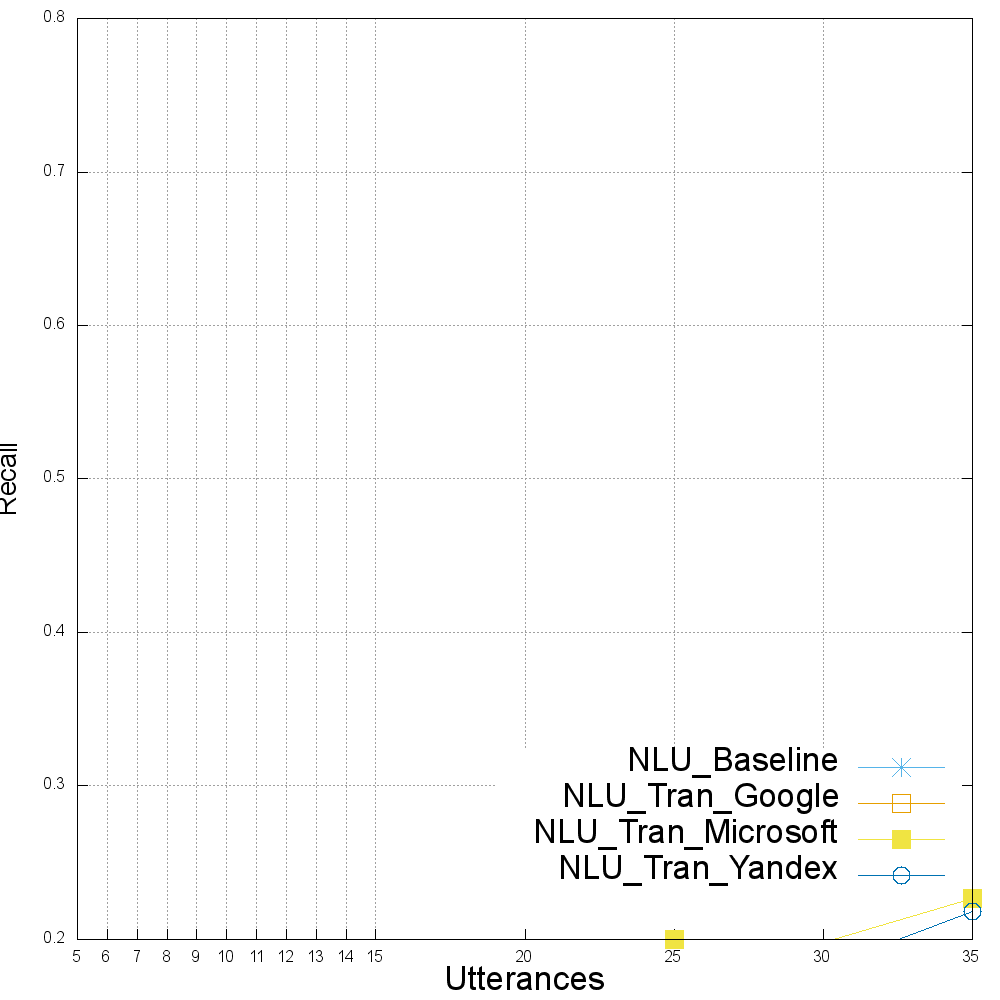 0.8
0.7
0.6
0.5
0.4
0.3
0.2
Recall
NLU_Baseline
NLU_Tran_Google
NLU_Tran_Microsoft
NLU_Tran_Yandex
5 6 7 8 9 10 11 12 13 14 15 20 25 30 35
Utterances